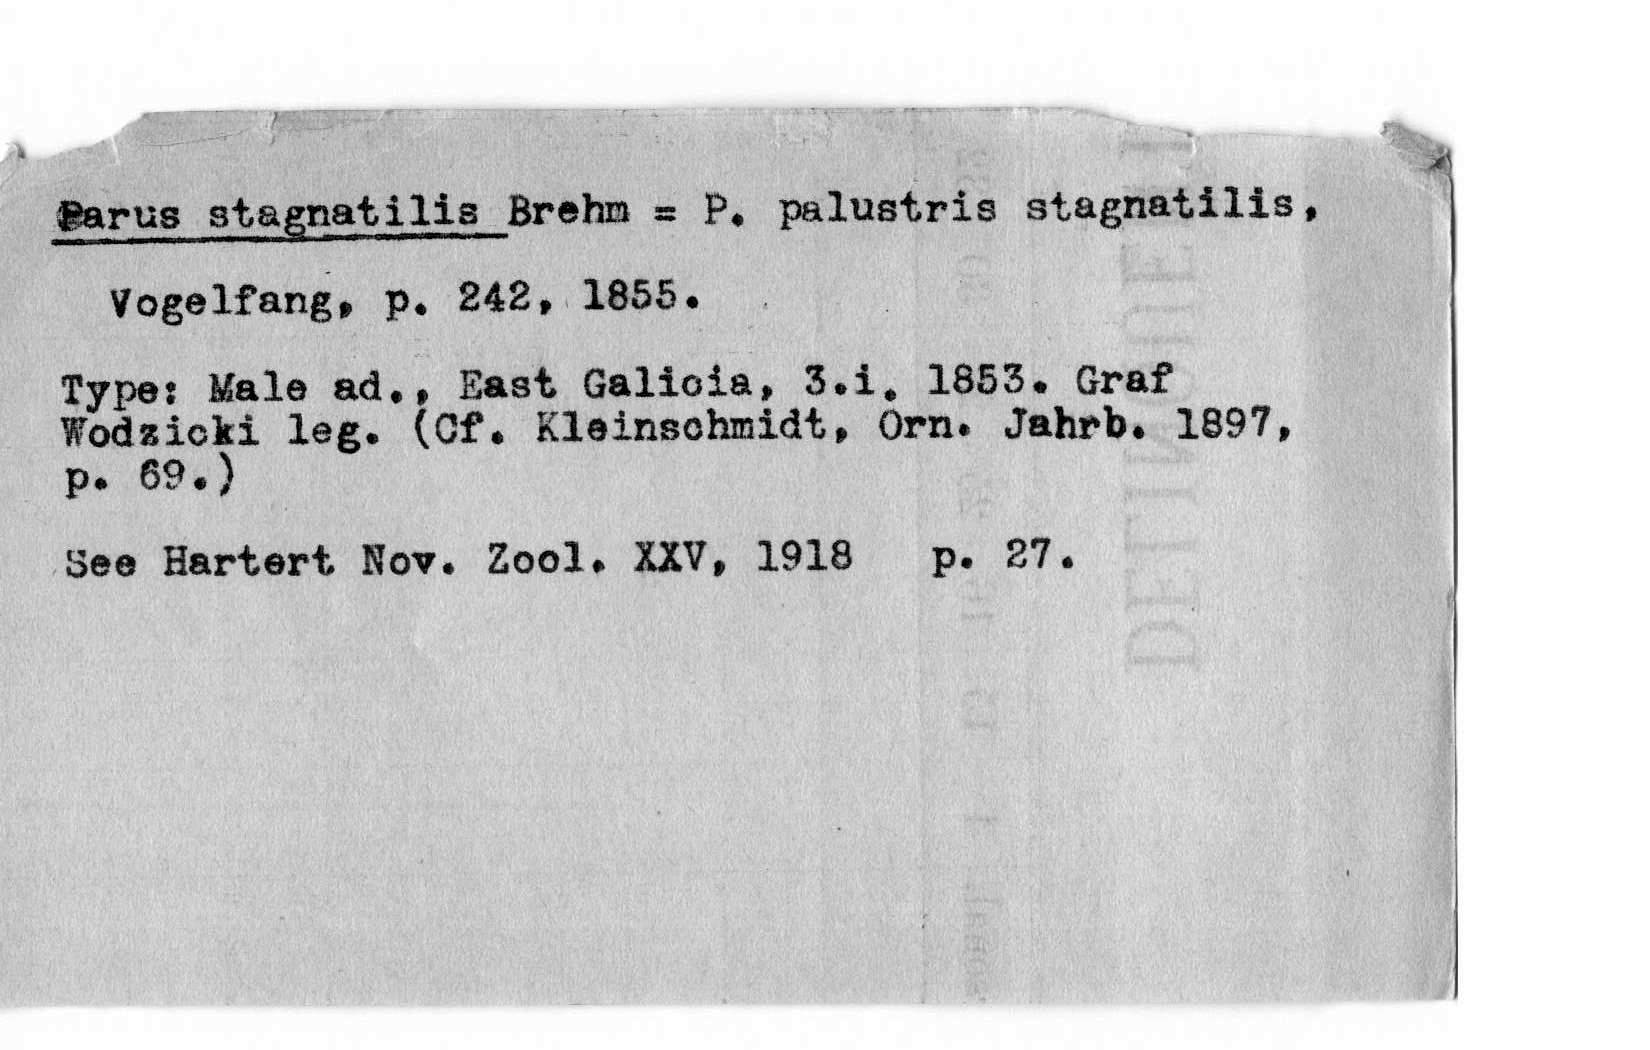 Parus stagnatilis Brehm = P. palustris stagnatilis,
Vogelfang, p. 242, 1855.
Type: Male ad., East Galicia, 3.i. 1853. Graf
Wodzicki leg. (Cf. Kleinschmidt, Orn. Jahrb. 1897,
p. 69.)
See Hartert Nov. Zool. XXV, 1918 p. 27.